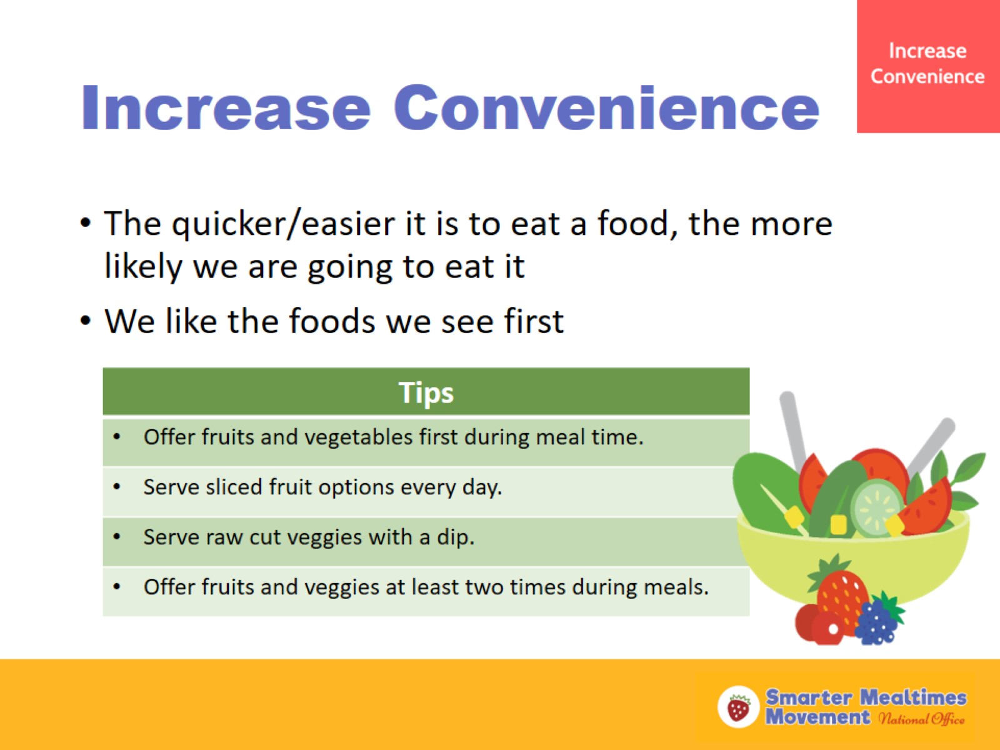 Increase
Convenience
Increase Convenience
• The quicker/easier it is to eat a food, the more
likely we are going to eat it
• We like the foods we see first
Tips
• Offer fruits and vegetables first during meal time.
• Serve sliced fruit options every day.
• Serve raw cut veggies with a dip.
• Offer fruits and veggies at least two times during meals.
Smarter Mealtimes
Movement National Office